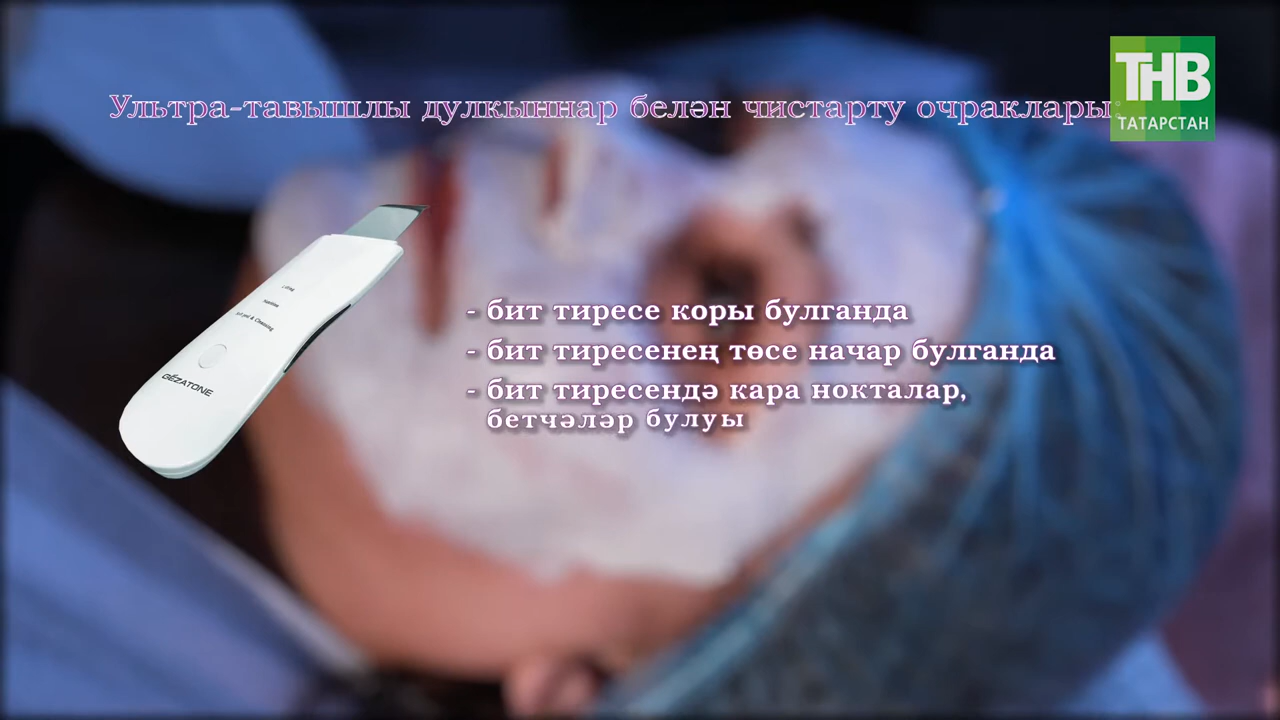 Ультра-тавышлы дулкыннар белән чистарту очраклары:
ТНВ
ТАТАРСТАН
- бит тиресе коры булганда
- бит тиресенең төсе начар булганда
- бит тиресендә кара нокталар,
бетчәләр булуы
GÉZATONE